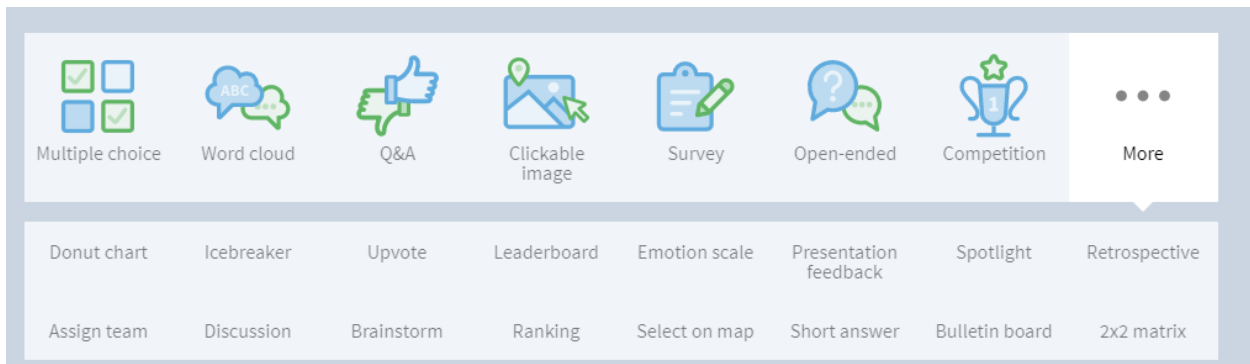 ABC
?
1
Multiple choice
Word cloud
Q&A
Clickable
image
Survey
Open-ended
Competition
More
Donut chart
Icebreaker
Upvote
Leaderboard
Emotion scale
Presentation
feedback
Spotlight
Retrospective
Assign team
Discussion
Brainstorm
Ranking
Select on map
Short answer
Bulletin board
2x2 matrix